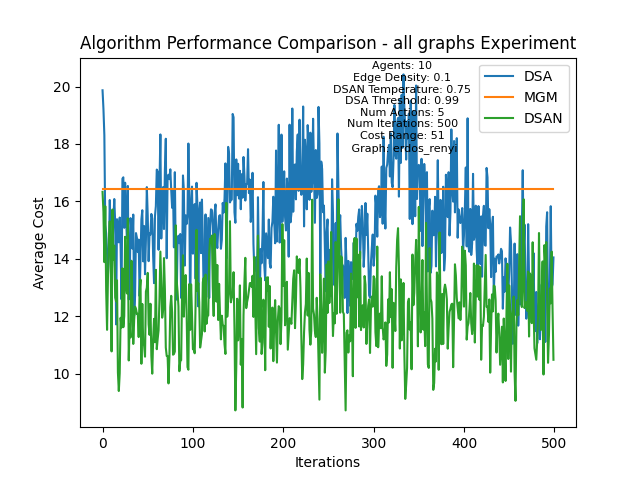 Algorithm Performance Comparison - all graphs Experiment
Agents: 10
Edge Density: 0.1
DSAN Temperature: 0.75
DSA Threshold: 0.99
Num Actions: 5
Num Iterations: 500
Cost Range: 51
Graph: erdos_renyi
DSA
MGM
DSAN
20
18
16
14
12
10
Average Cost
0
100
200
300
400
500
Iterations